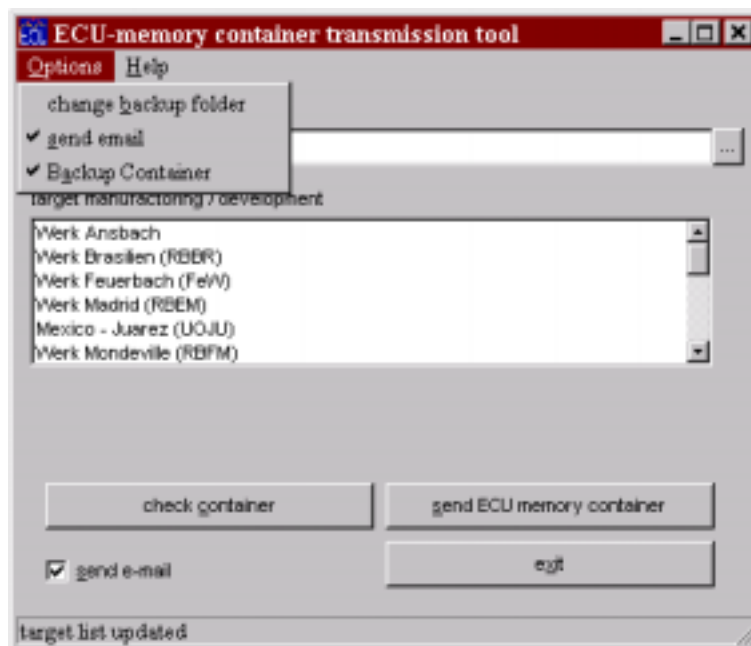 ECU-memory container transmission tool
Options Help
change backup folder
send email
Backup Container
...
Target manufactoring / development
Werk Ansbach
Werk Brasilien (RBBR)
Werk Feuerbach (FeW)
Werk Madrid (RBEM)
Mexico - Juarez (UOJU)
Werk Mondeville (RBFM)
check container
send ECU memory container
send e-mail
exit
target list updated